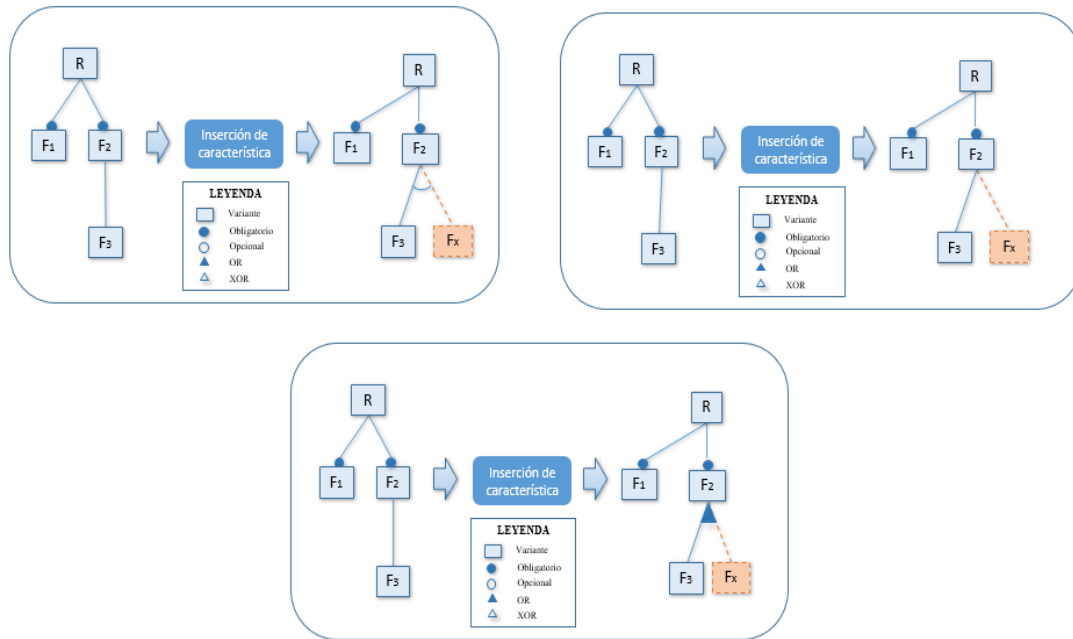 R
F1
F2
F3
Inserción de
característica
LEYENDA
Variante
Obligatorio
Opcional
OR
XOR
R
F1
F2
F3
Fx
R
F1
F2
F3
Inserción de
característica
LEYENDA
Variante
Obligatorio
Opcional
OR
XOR
R
F1
F2
F3
Fx
R
F1
F2
F3
Inserción de
característica
LEYENDA
Variante
Obligatorio
Opcional
OR
XOR
R
F1
F2
F3
Fx